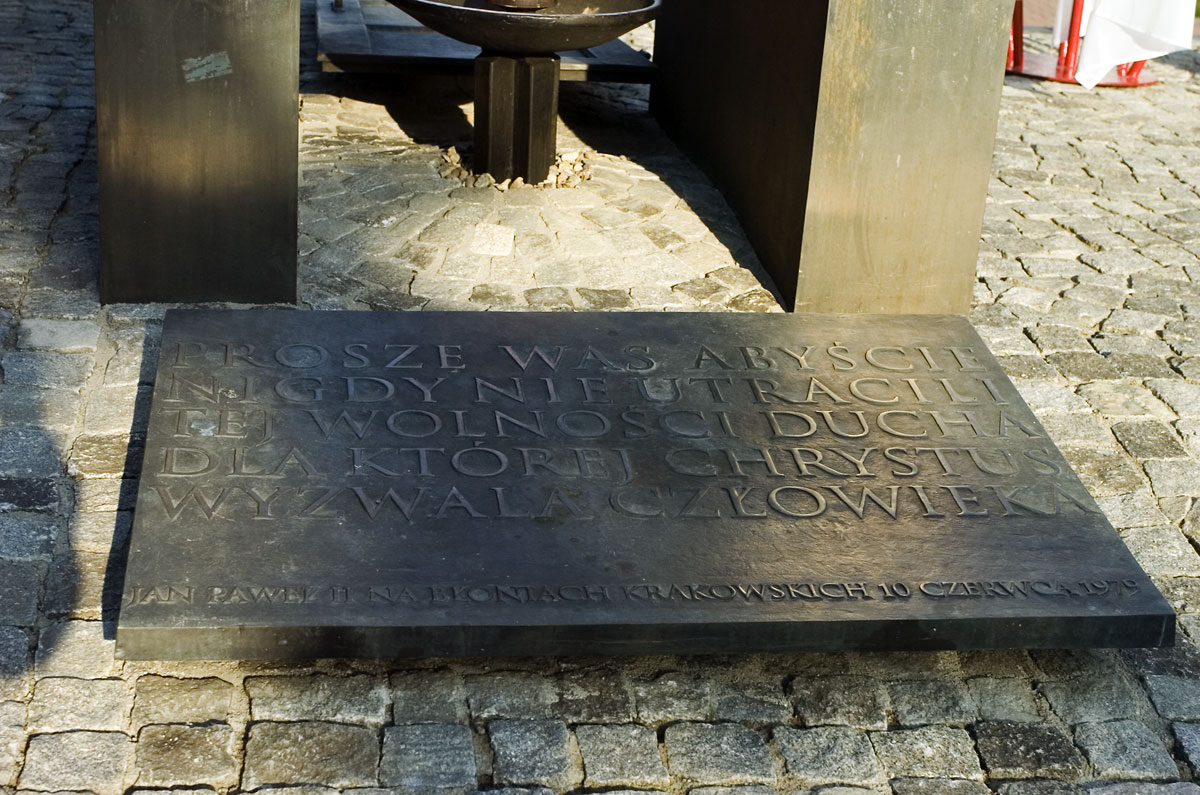 PROSZĘ WAS ABYŚCIE
NIGDY NIE UTRACILI
TEJ WOLNOŚCI DUCHA
DLA KTÓREJ CHRYSTUS
WYZWALA CZŁOWIEKA
JAN PAWEŁ II NA BŁONIACH KRAKOWSKICH 10 CZERWCA 1979